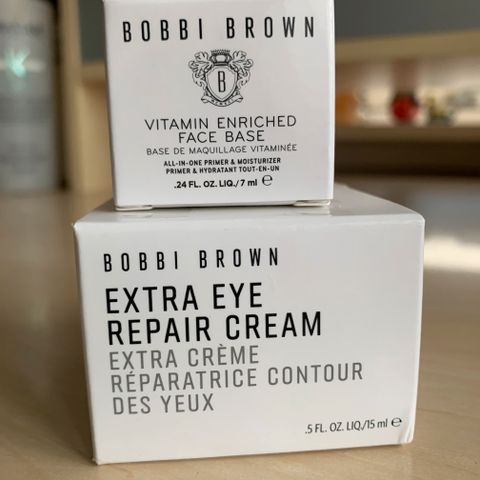 BOBBI BROWN
B
VITAMIN ENRICHED
FACE BASE
BASE DE MAQUILLAGE VITAMINÉE
ALL-IN-ONE PRIMER & MOISTURIZER
PRIMER & HYDRATANT TOUT-EN-UN
.24 FL. OZ. LIQ./7 ml ℮
BOBBI BROWN
EXTRA EYE
REPAIR CREAM
EXTRA CRÈME
RÉPARATRICE CONTOUR
DES YEUX
.5 FL. OZ. LIQ./15 ml ℮